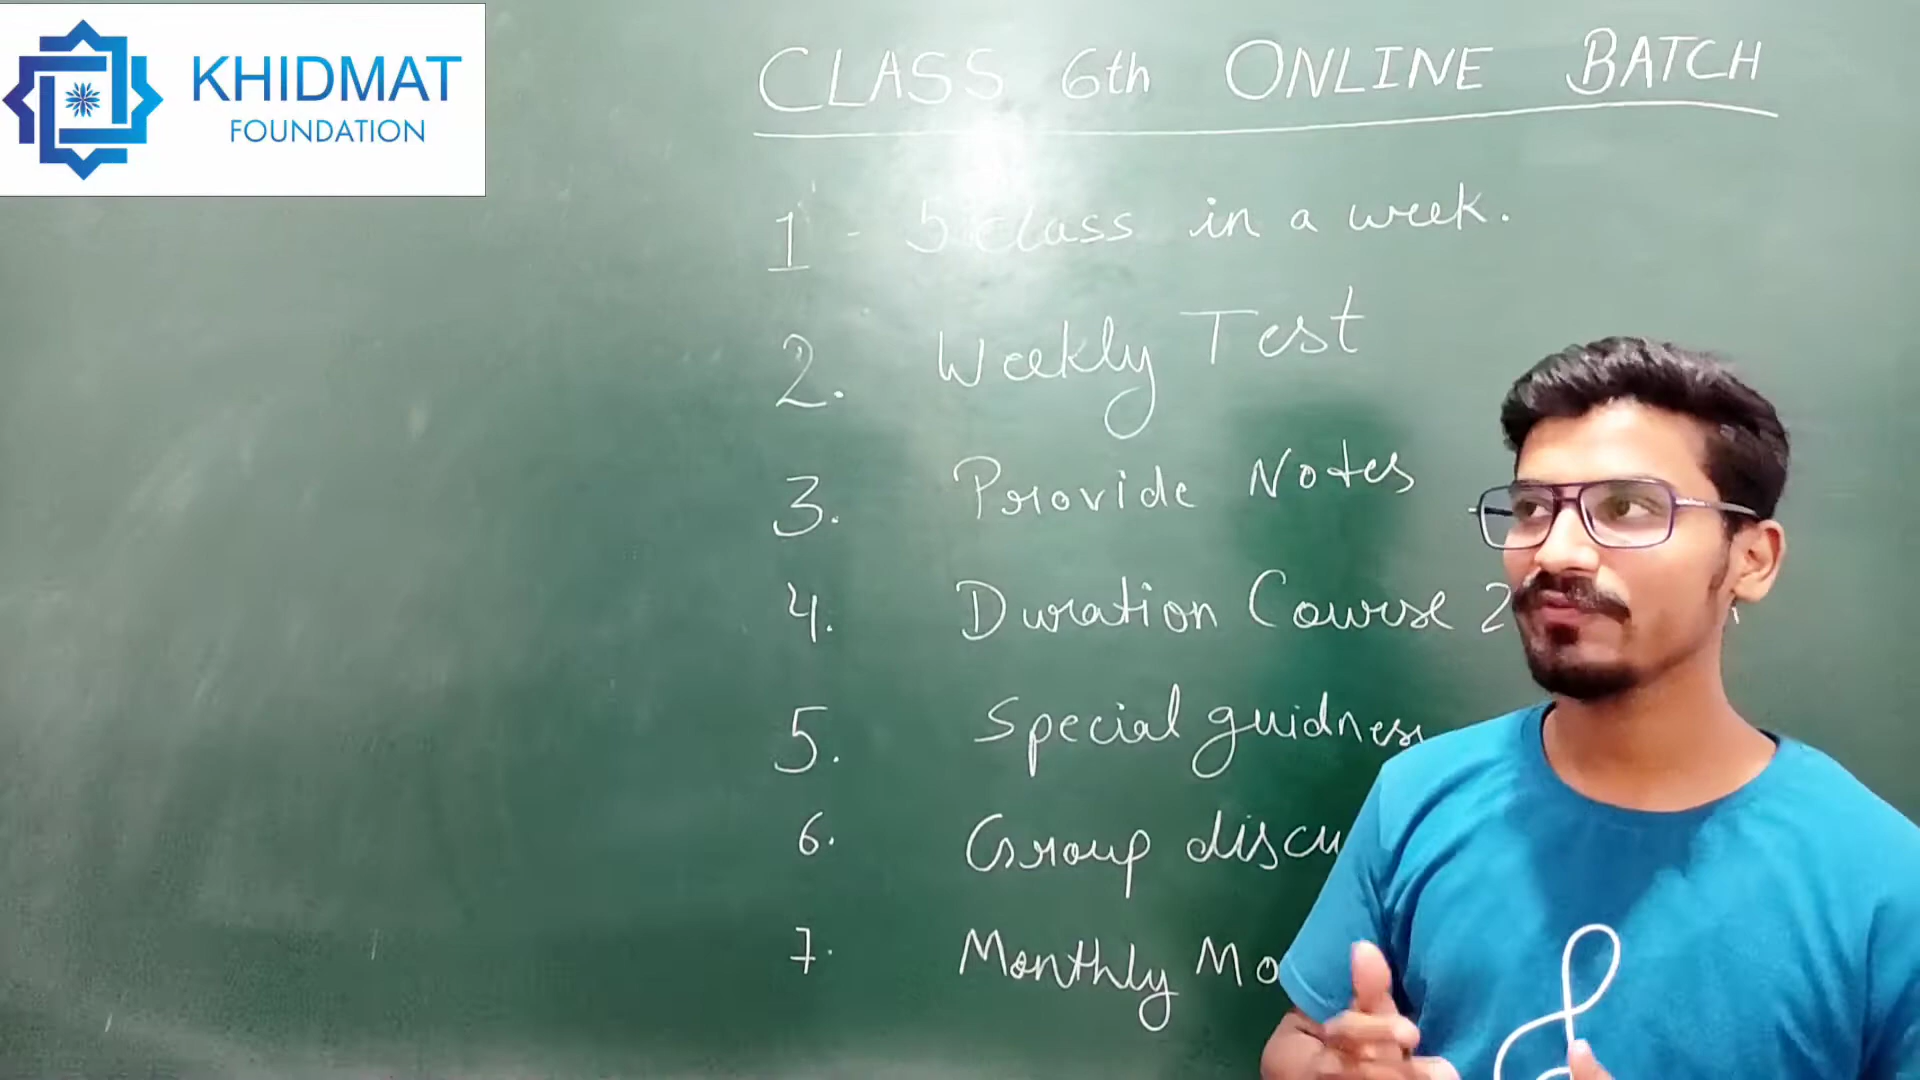 KHIDMAT
FOUNDATION
CLASS 6th ONLINE BATCH
1 - 5 class in a week.
2. Weekly Test
3. Provide Notes
4. Duration Course 2
5. Special guidness
6. Group
7. Monthly